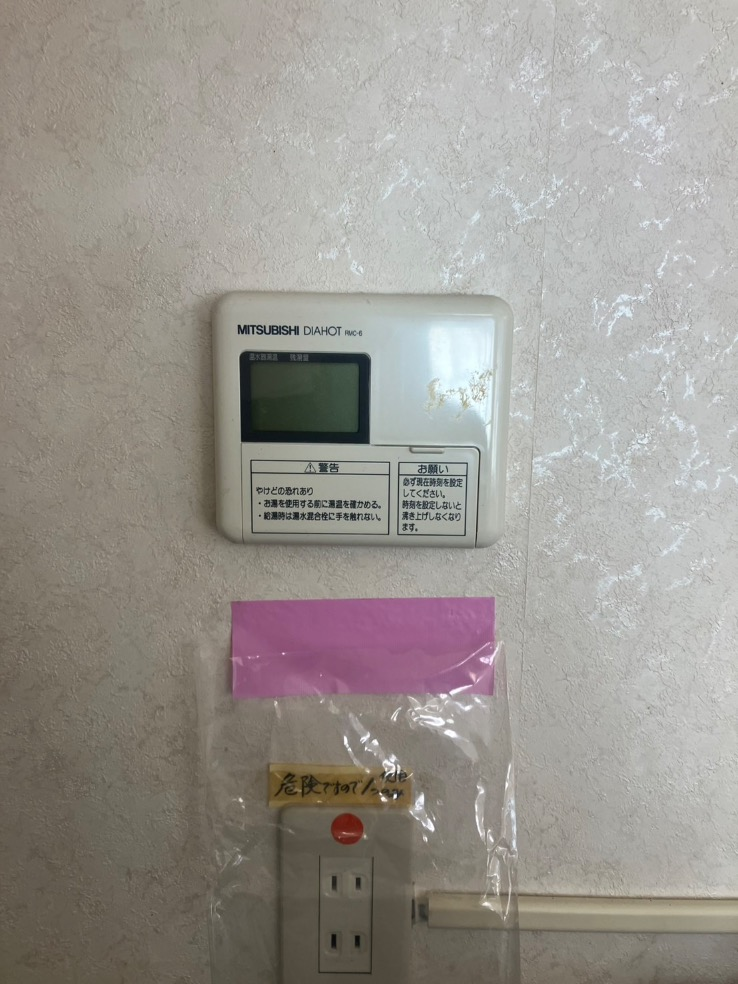 MITSUBISHI DIAHOT RMC-6
温水器湯温 残湯量
⚠警告
やけどの恐れあり
・お湯を使用する前に湯温を確かめる。
・給湯時は湯水混合栓に手を触れない。
お願い
必ず現在時刻を設定
してください。
時刻を設定しないと
沸き上げしなくなり
ます。
危険ですので